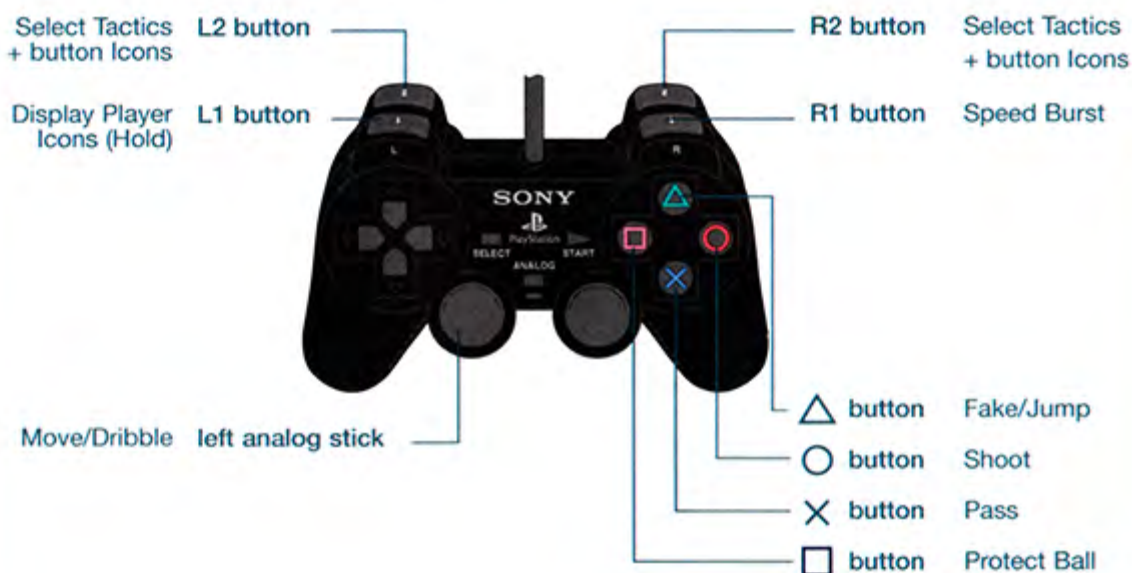 Select Tactics L2 button
+ button Icons
R2 button Select Tactics
+ button Icons
Display Player L1 button
Icons (Hold)
R1 button Speed Burst
L
R
SONY
PlayStation
SELECT
START
ANALOG
Move/Dribble left analog stick
button Fake/Jump
button Shoot
button Pass
button Protect Ball